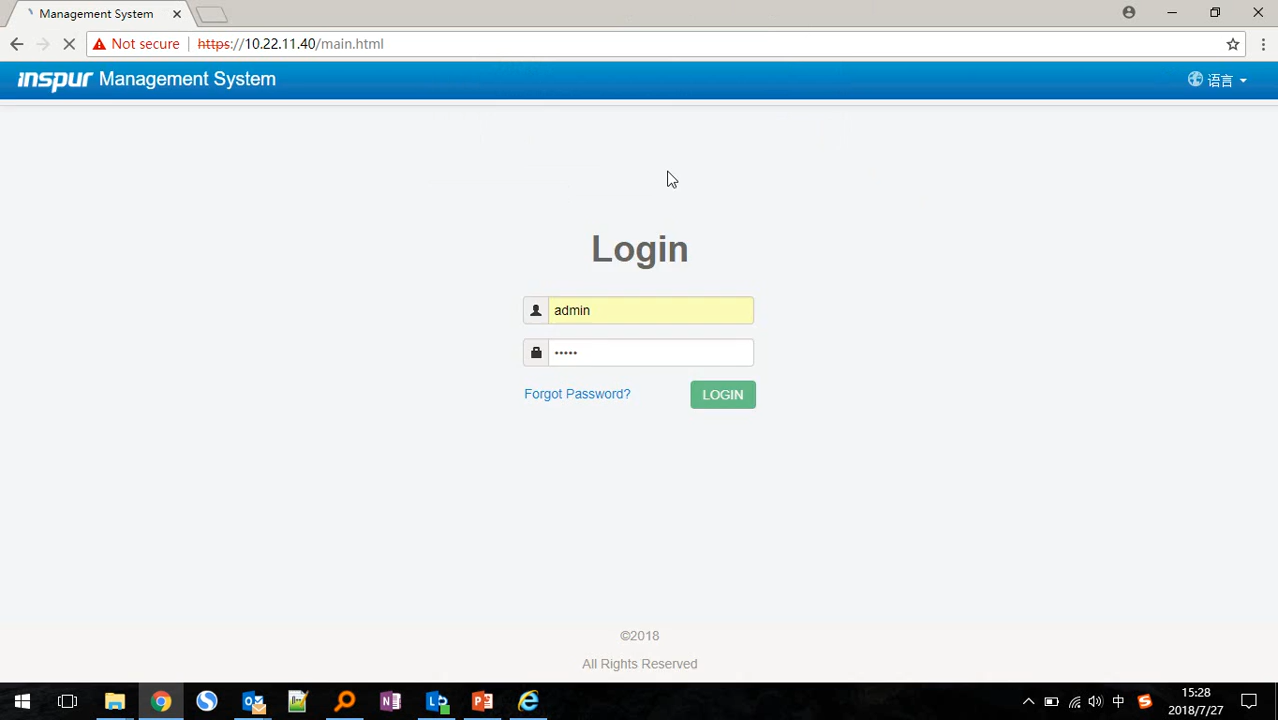 Management System
Not secure
https://10.22.11.40/main.html
inspur Management System
语言
Login
admin
•••••
Forgot Password?
LOGIN
©2018
All Rights Reserved
中
15:28
2018/7/27